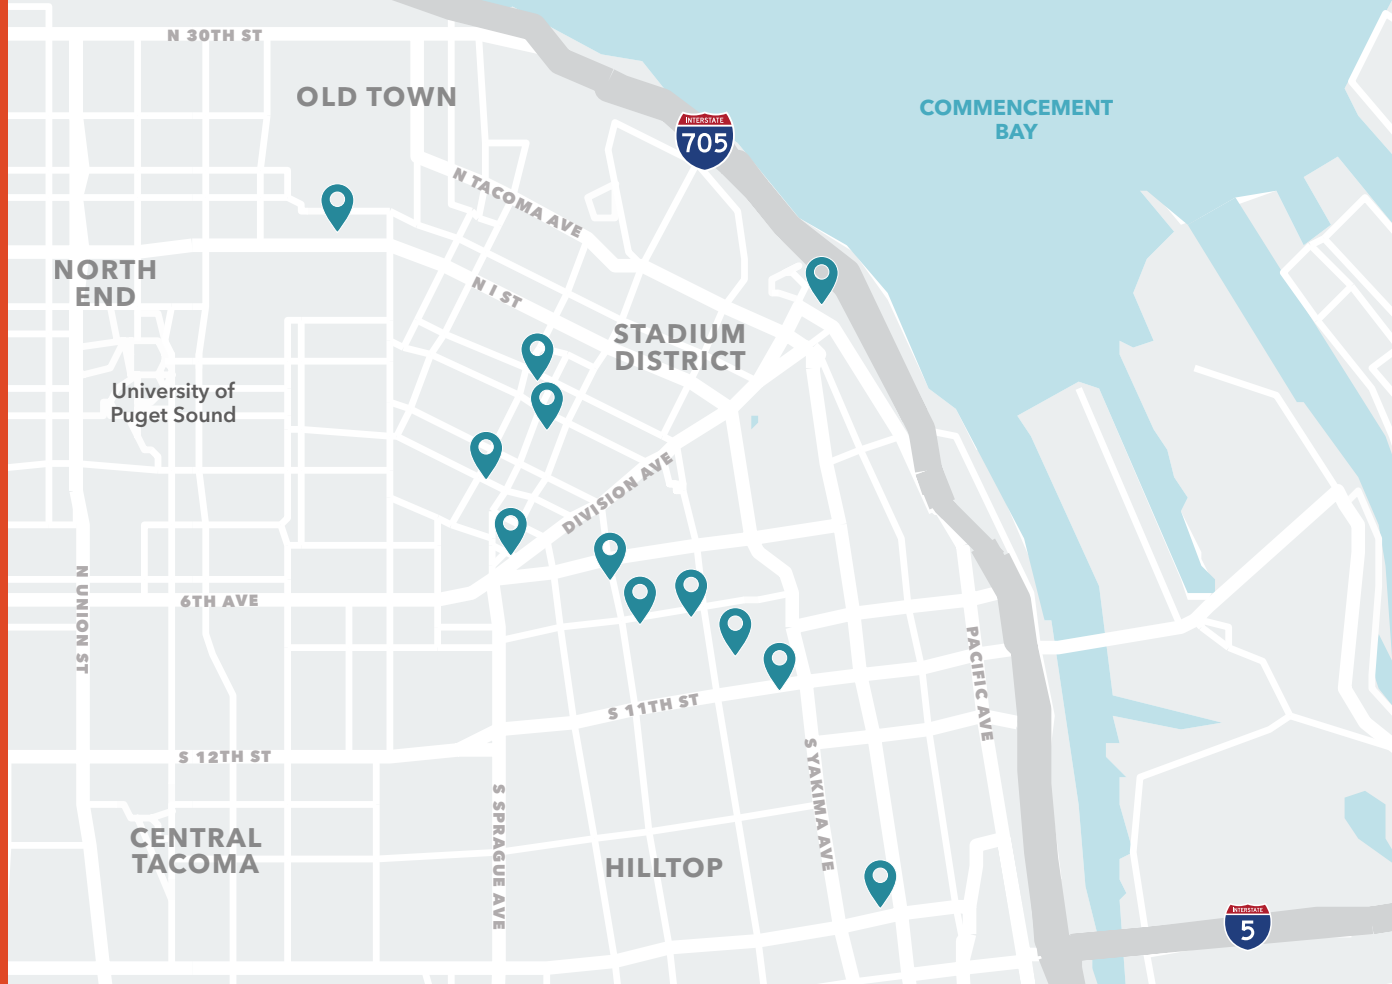 N 30TH ST
OLD TOWN
COMMENCEMENT
BAY
INTERSTATE
705
N TACOMA AVE
NORTH
END
N I ST
STADIUM
DISTRICT
University of
Puget Sound
DIVISION AVE
N UNION ST
6TH AVE
PACIFIC AVE
S 11TH ST
S 12TH ST
S YAKIMA AVE
S SPRAGUE AVE
CENTRAL
TACOMA
HILLTOP
INTERSTATE
5